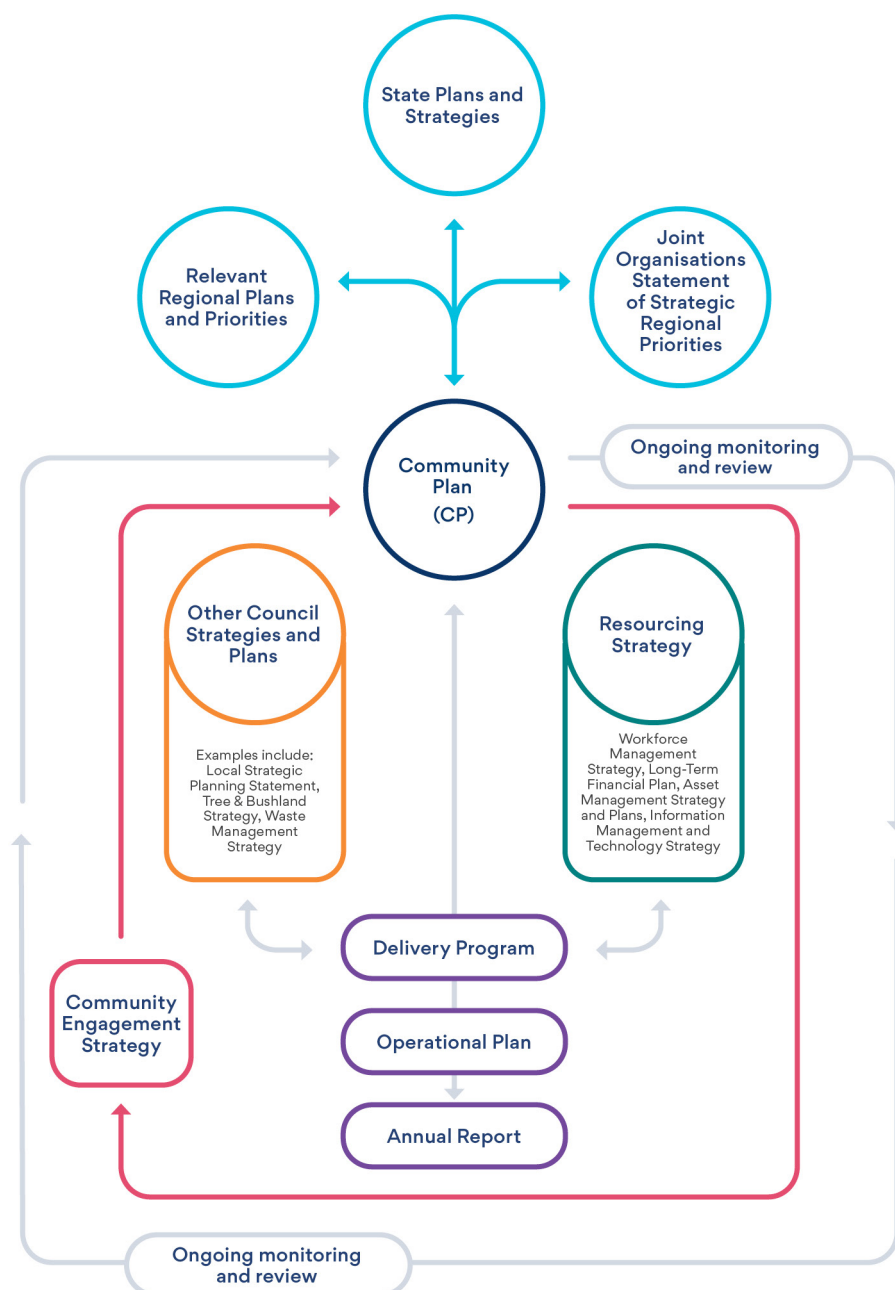 State Plans and
Strategies
Relevant
Regional Plans
and Priorities
Joint
Organisations
Statement
of Strategic
Regional
Priorities
Community
Plan
(CP)
Ongoing monitoring
and review
Other Council
Strategies and
Plans
Examples include:
Local Strategic
Planning Statement,
Tree & Bushland
Strategy, Waste
Management
Strategy
Resourcing
Strategy
Workforce
Management
Strategy, Long-Term
Financial Plan, Asset
Management Strategy
and Plans, Information
Management and
Technology Strategy
Delivery Program
Community
Engagement
Strategy
Operational Plan
Annual Report
Ongoing monitoring
and review